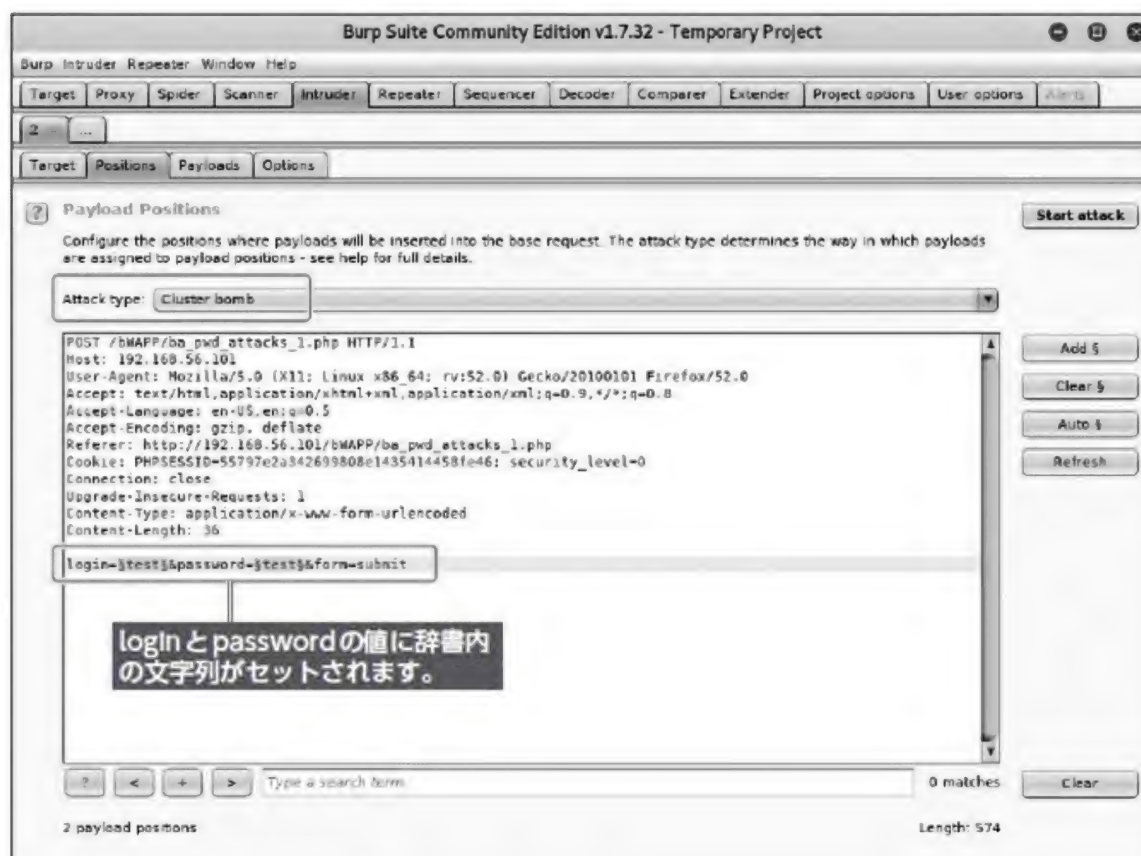 Burp Suite Community Edition v1.7.32 - Temporary Project
Burp Intruder Repeater Window Help
Target Proxy Spider Scanner Intruder Repeater Sequencer Decoder Comparer Extender Project options User options Alerts
2 ...
Target Positions Payloads Options
? Payload Positions
Start attack
Configure the positions where payloads will be inserted into the base request. The attack type determines the way in which payloads
are assigned to payload positions - see help for full details.
Attack type: Cluster bomb
POST /bWAPP/ba_pwd_attacks_1.php HTTP/1.1
Host: 192.168.56.101
User-Agent: Mozilla/5.0 (X11; Linux x86_64; rv:52.0) Gecko/20100101 Firefox/52.0
Accept: text/html,application/xhtml+xml,application/xml;q=0.9,*/*;q=0.8
Accept-Language: en-US,en;q=0.5
Accept-Encoding: gzip, deflate
Referer: http://192.168.56.101/bWAPP/ba_pwd_attacks_1.php
Cookie: PHPSESSID=55797e2a342699808e1435414458fe46; security_level=0
Connection: close
Upgrade-Insecure-Requests: 1
Content-Type: application/x-www-form-urlencoded
Content-Length: 36
login=§test§&password=§test§&form=submit
Add §
Clear §
Auto §
Refresh
loginとpasswordの値に辞書内
の文字列がセットされます。
? < + > Type a search term
0 matches
Clear
2 payload positions
Length: 574